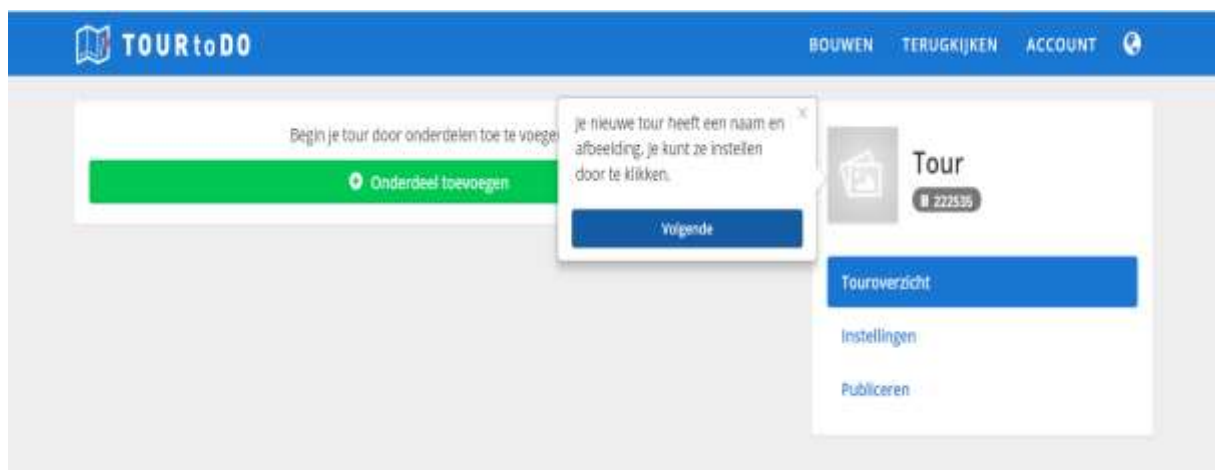 TOURtoDO
BOUWEN TERUGKIJKEN ACCOUNT
Begin je tour door onderdelen toe te
Onderdeel toevoegen
Je nieuwe tour heeft een naam en
afbeelding. Je kunt ze instellen
door te klikken.
Volgende
Tour
222535
Touroverzicht
Instellingen
Publiceren